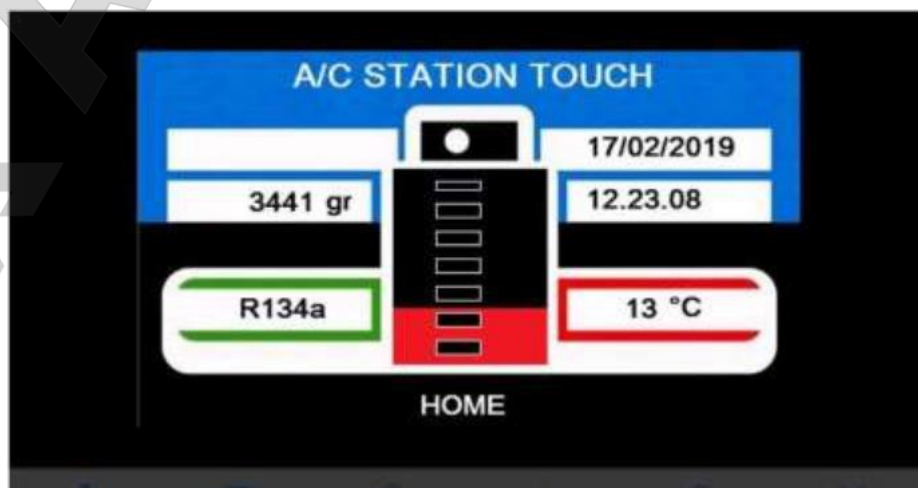 A/C STATION TOUCH
17/02/2019
3441 gr
12.23.08
R134a
13 °C
HOME